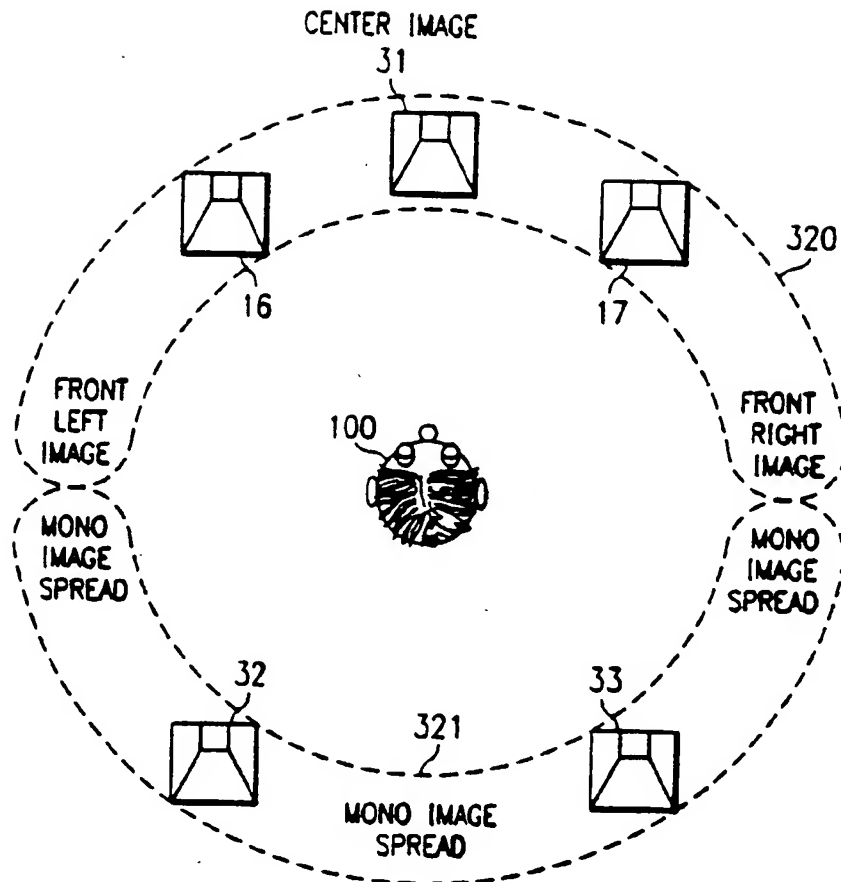 CENTER IMAGE
31
320
16
17
FRONT
LEFT
IMAGE
100
FRONT
RIGHT
IMAGE
MONO
IMAGE
SPREAD
MONO
IMAGE
SPREAD
32
321
33
MONO IMAGE
SPREAD